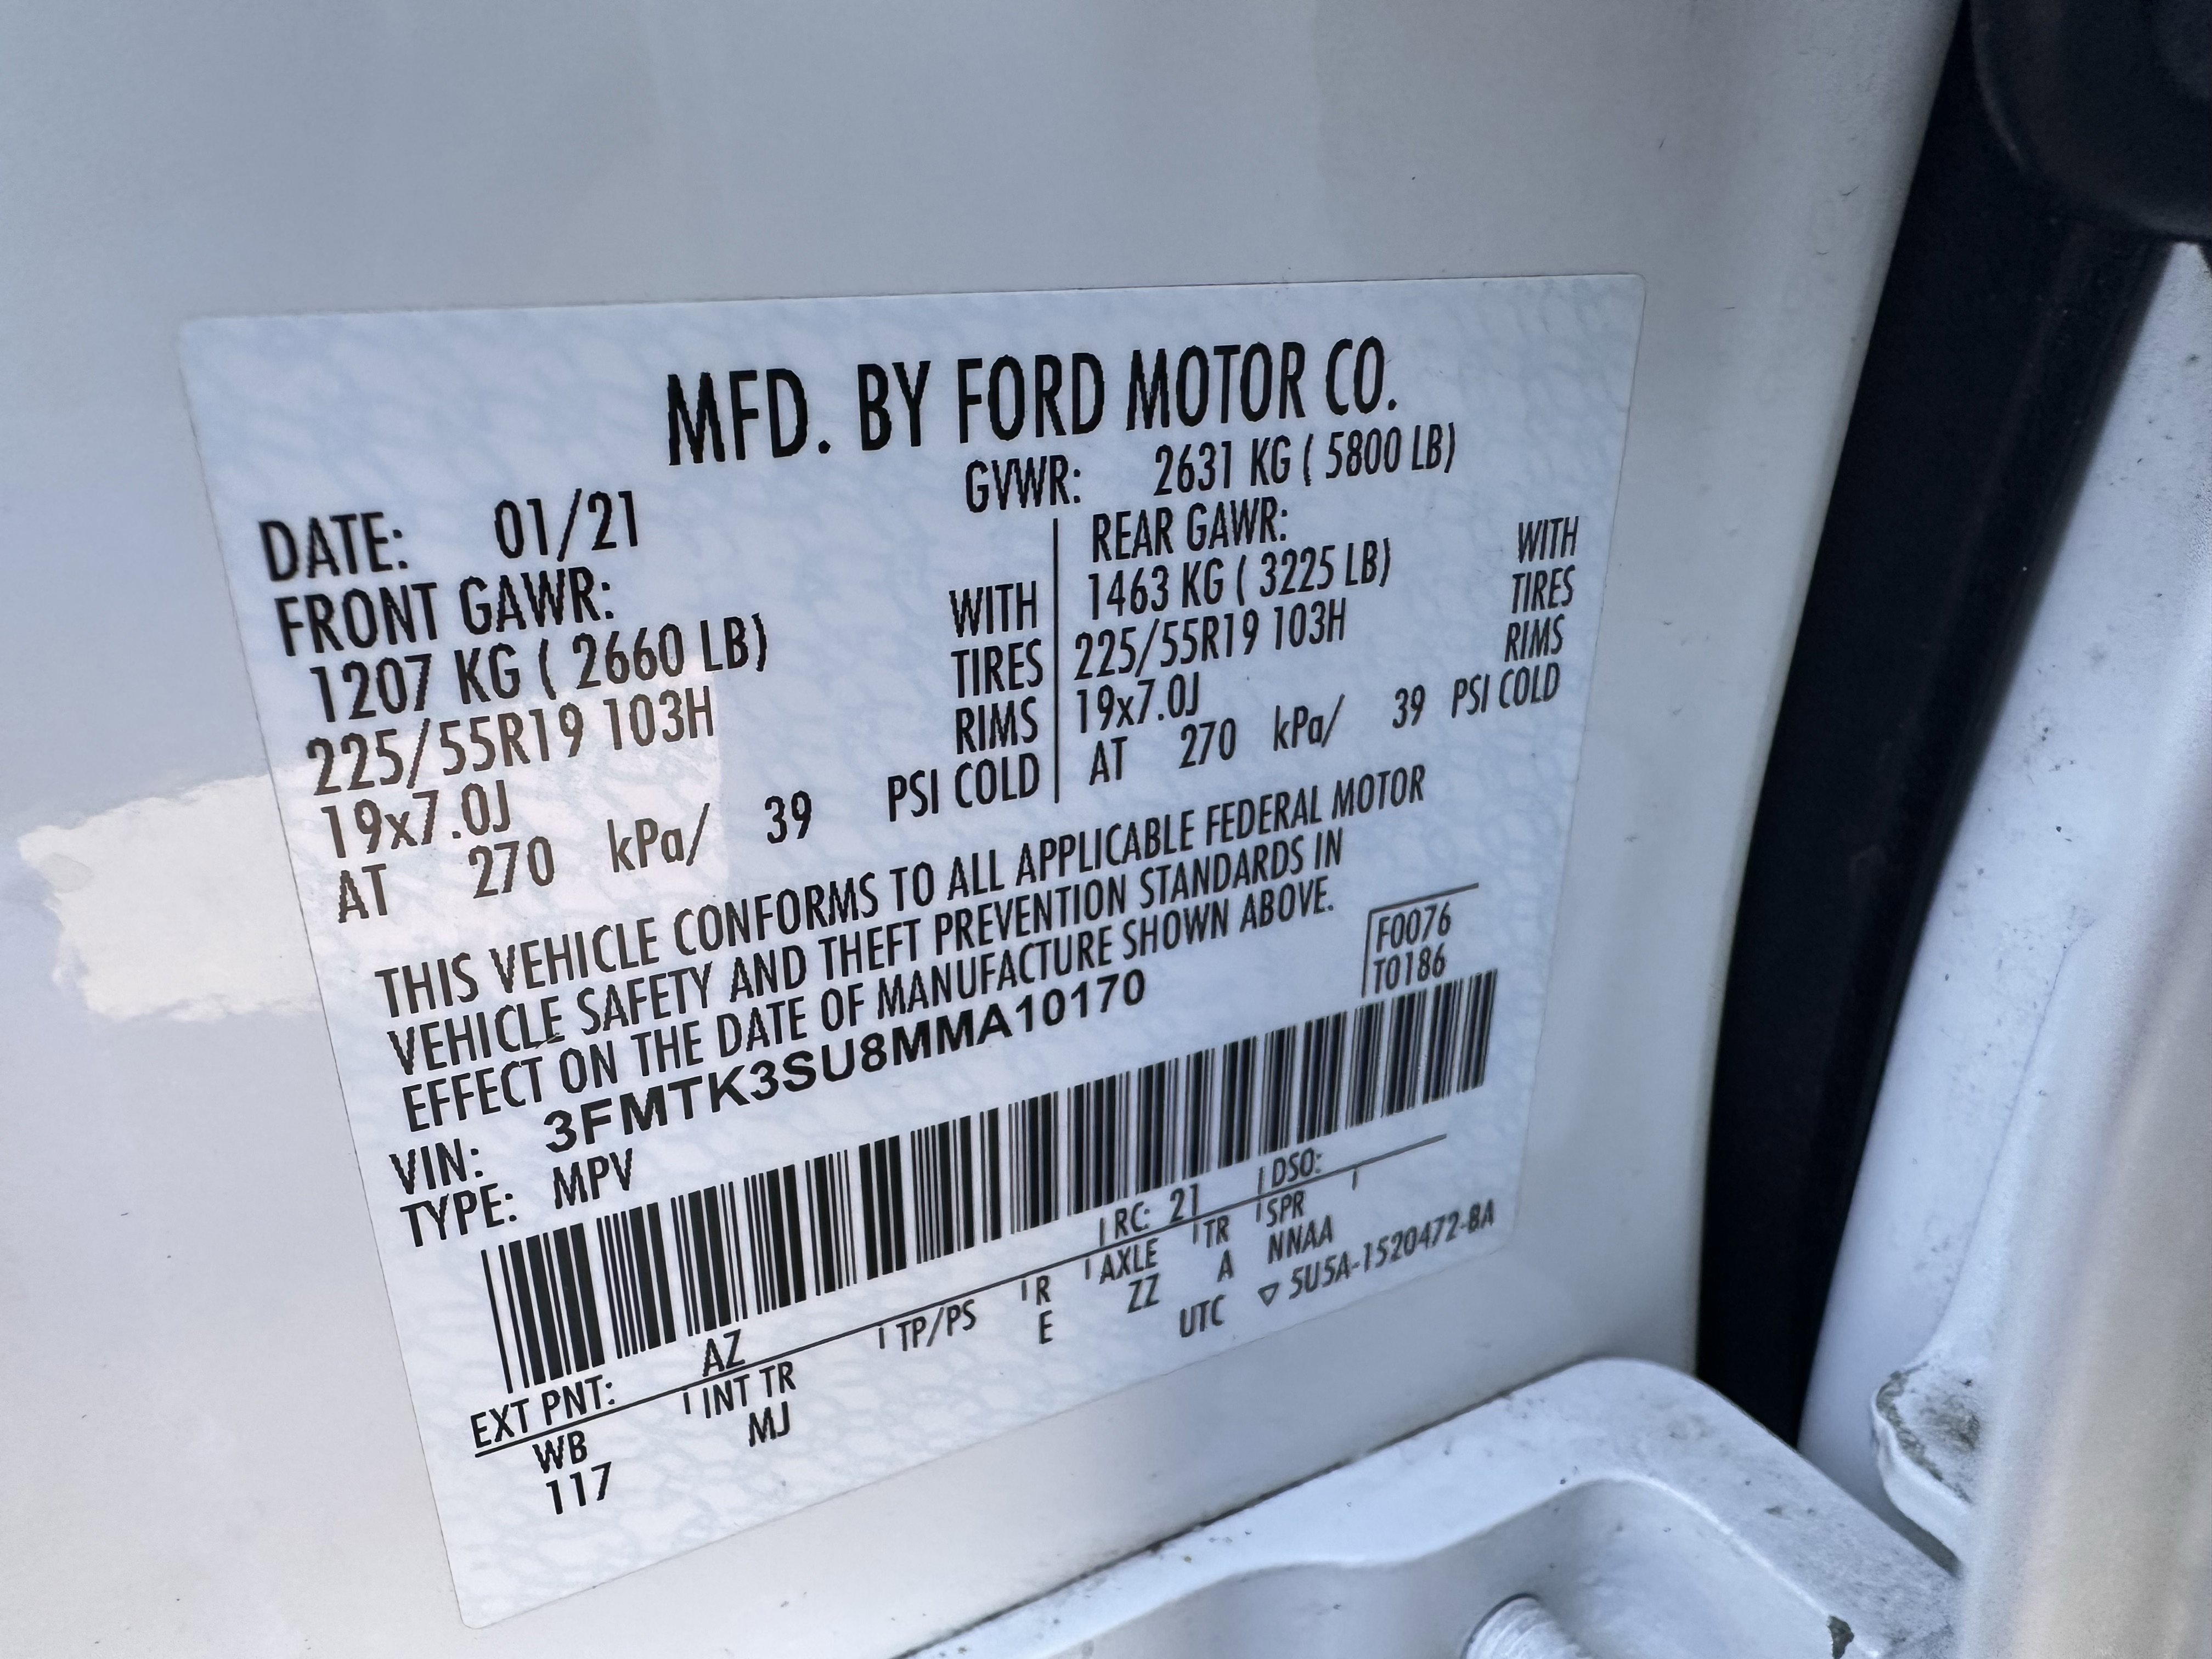 MFD. BY FORD MOTOR CO.
DATE: 01/21 GVWR: 2631 KG ( 5800 LB)
FRONT GAWR: REAR GAWR:
1207 KG ( 2660 LB) WITH 1463 KG ( 3225 LB) WITH
225/55R19 103H TIRES 225/55R19 103H TIRES
19x7.0J RIMS 19x7.0J RIMS
AT 270 kPa/ 39 PSI COLD AT 270 kPa/ 39 PSI COLD
THIS VEHICLE CONFORMS TO ALL APPLICABLE FEDERAL MOTOR
VEHICLE SAFETY AND THEFT PREVENTION STANDARDS IN
EFFECT ON THE DATE OF MANUFACTURE SHOWN ABOVE.
VIN: 3FMTK3SU8MMA10170 F0076
TYPE: MPV T0186
EXT PNT: AZ RC: 21 DSO:
WB INT TR TP/PS R AXLE TR SPR
117 MJ E ZZ A NNAA
UTC ▽ 5U5A-1520472-BA